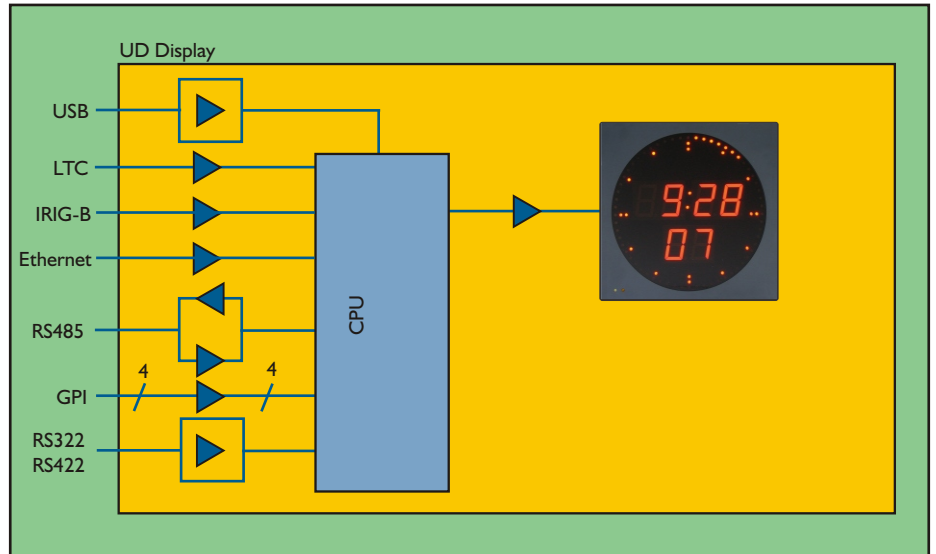 UD Display
USB
LTC
IRIG-B
Ethernet
RS485
4
4
GPI
RS322
RS422
CPU
9:28
07